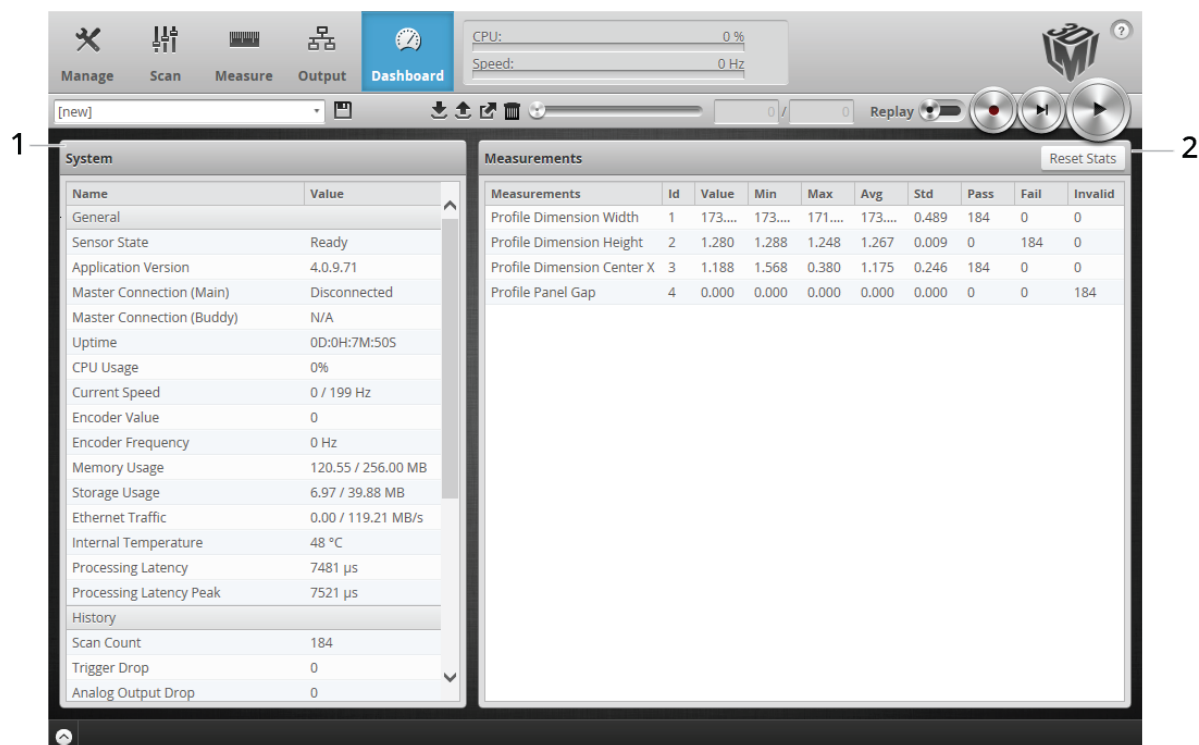 Manage Scan Measure Output Dashboard
CPU: 0 %
Speed: 0 Hz
3D
LMI
?
[new]
0 / 0
Replay
1
2
System
Name Value
General
Sensor State Ready
Application Version 4.0.9.71
Master Connection (Main) Disconnected
Master Connection (Buddy) N/A
Uptime 0D:0H:7M:50S
CPU Usage 0%
Current Speed 0 / 199 Hz
Encoder Value 0
Encoder Frequency 0 Hz
Memory Usage 120.55 / 256.00 MB
Storage Usage 6.97 / 39.88 MB
Ethernet Traffic 0.00 / 119.21 MB/s
Internal Temperature 48 °C
Processing Latency 7481 µs
Processing Latency Peak 7521 µs
History
Scan Count 184
Trigger Drop 0
Analog Output Drop 0
Measurements Reset Stats
Measurements Id Value Min Max Avg Std Pass Fail Invalid
Profile Dimension Width 1 173.... 173.... 171.... 173.... 0.489 184 0 0
Profile Dimension Height 2 1.280 1.288 1.248 1.267 0.009 0 184 0
Profile Dimension Center X 3 1.188 1.568 0.380 1.175 0.246 184 0 0
Profile Panel Gap 4 0.000 0.000 0.000 0.000 0.000 0 0 184